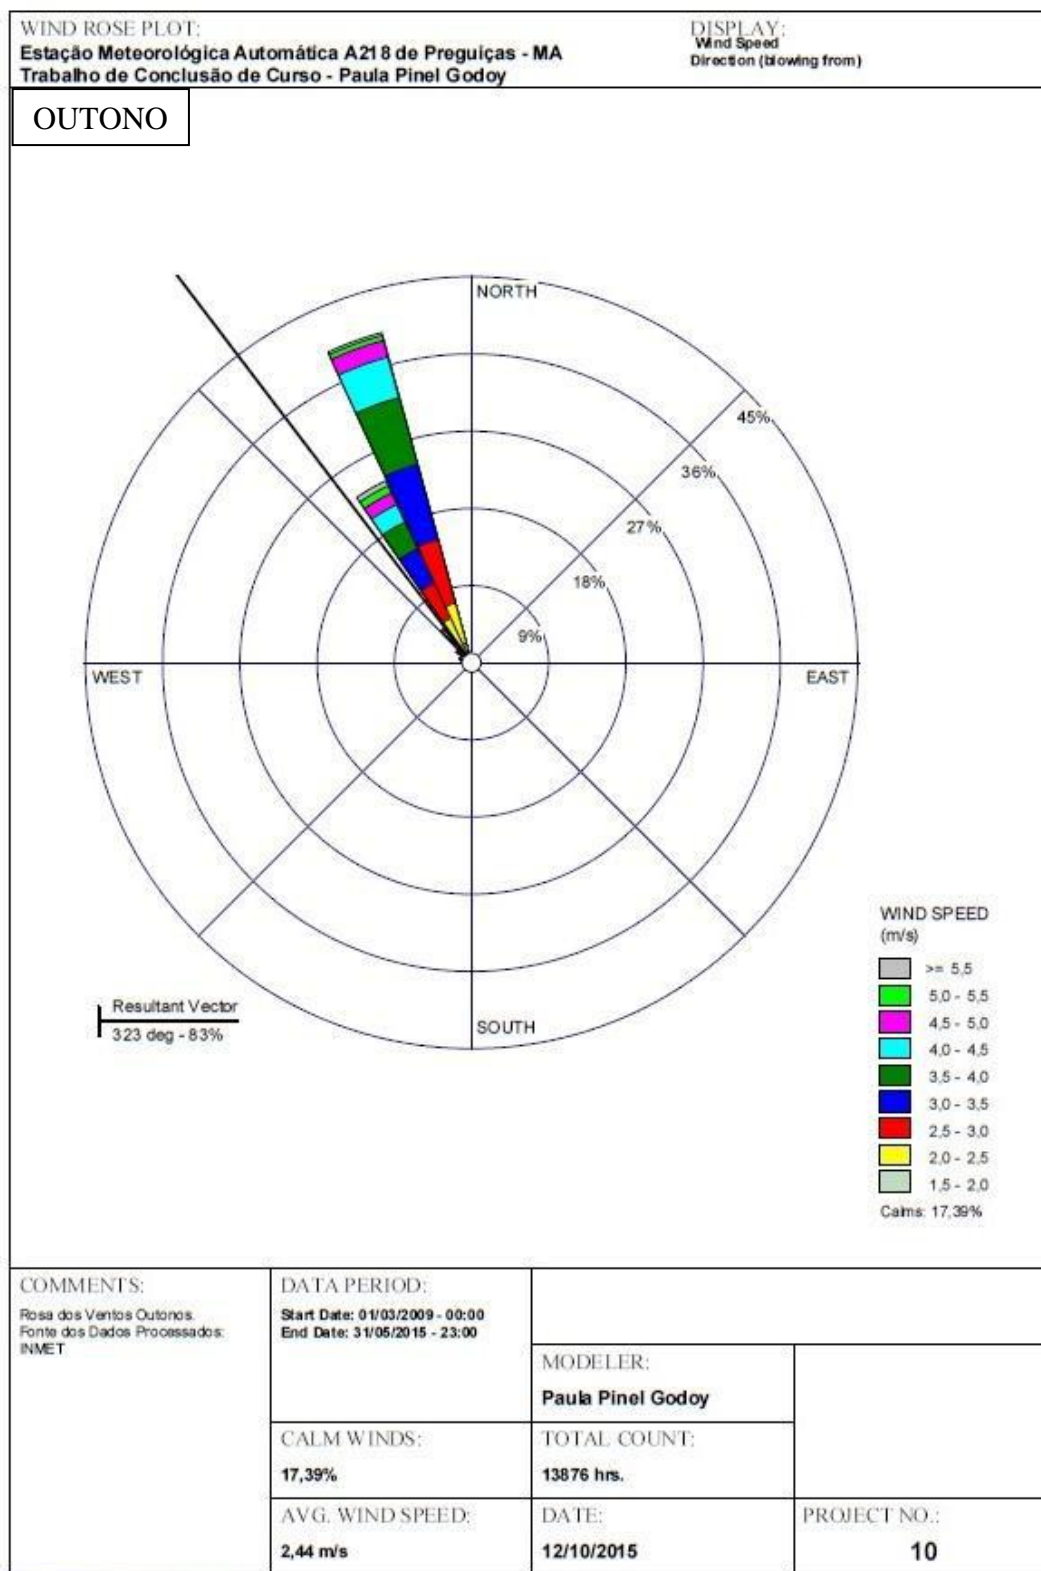 WIND ROSE PLOT:
Estação Meteorológica Automática A218 de Preguiças - MA
Trabalho de Conclusão de Curso - Paula Pinel Godoy
DISPLAY:
Wind Speed
Direction (blowing from)
OUTONO
NORTH
45%
36%
27%
18%
9%
WEST
EAST
SOUTH
Resultant Vector
323 deg - 83%
WIND SPEED
(m/s)
>= 5,5
5,0 - 5,5
4,5 - 5,0
4,0 - 4,5
3,5 - 4,0
3,0 - 3,5
2,5 - 3,0
2,0 - 2,5
1,5 - 2,0
Calms: 17,39%
COMMENTS:
Rosa dos Ventos Outonos.
Fonte dos Dados Processados:
INMET
DATA PERIOD:
Start Date: 01/03/2009 - 00:00
End Date: 31/05/2015 - 23:00
MODELER:
Paula Pinel Godoy
CALM WINDS:
17,39%
TOTAL COUNT:
13876 hrs.
AVG. WIND SPEED:
2,44 m/s
DATE:
12/10/2015
PROJECT NO.:
10